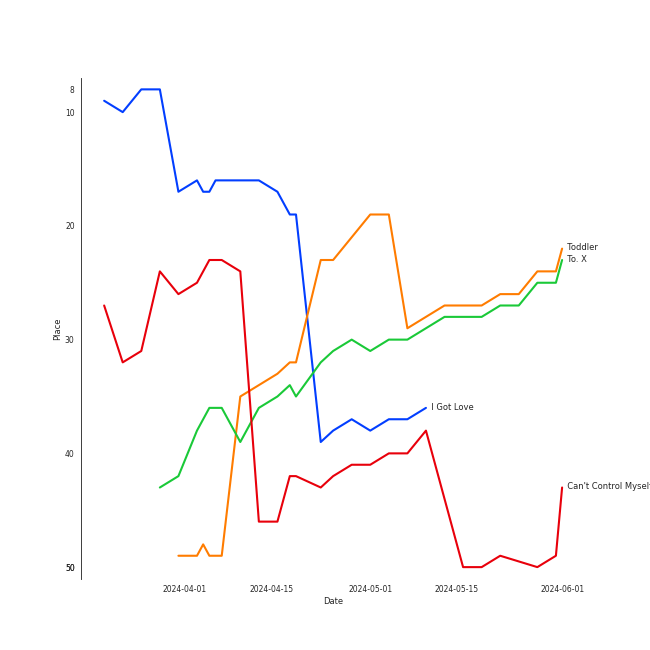 8
10
20
30
40
50
Place
Toddler
To. X
I Got Love
Can't Control Mysel
2024-04-01 2024-04-15 2024-05-01 2024-05-15 2024-06-01
Date